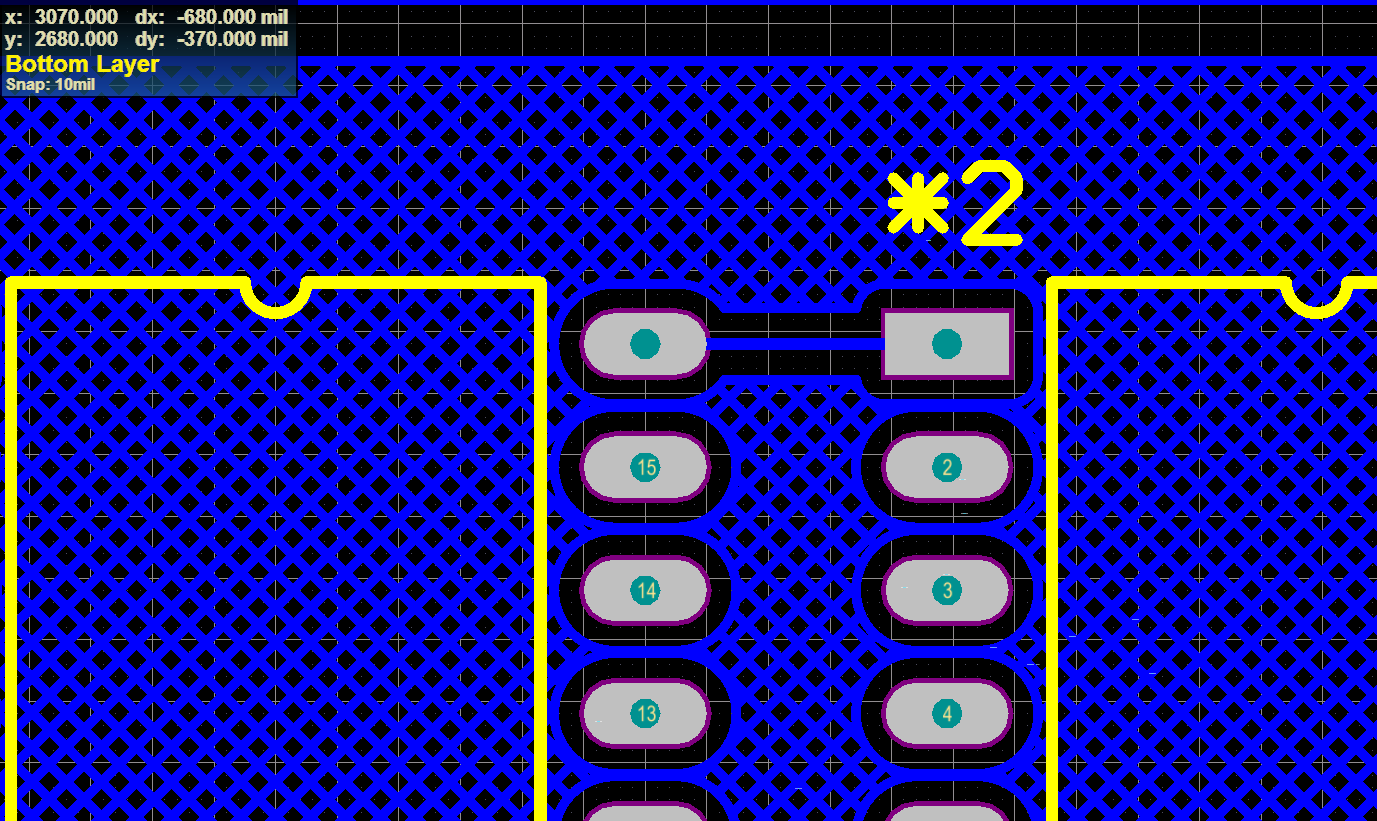 x: 3070.000 dx: -680.000 mil
y: 2680.000 dy: -370.000 mil
Bottom Layer
Snap: 10mil
*2
15 2
14 3
13 4